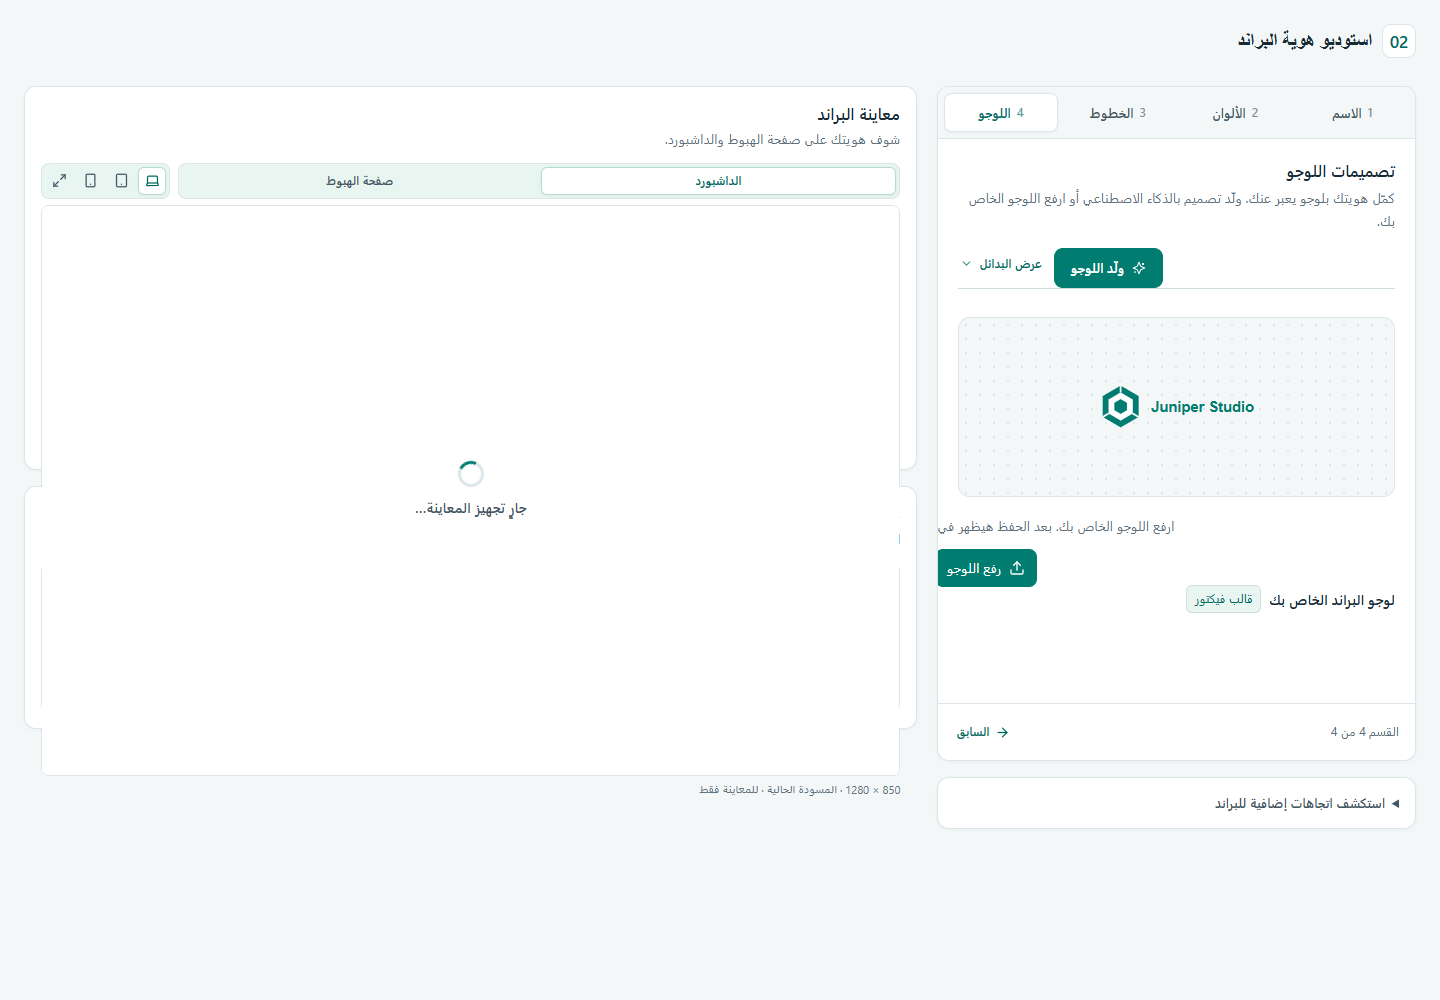 02 استوديو هوية البراند
1 الاسم
2 الألوان
3 الخطوط
4 اللوجو
تصميمات اللوجو
كمّل هويتك بلوجو يعبر عنك. ولّد تصميم بالذكاء الاصطناعي أو ارفع اللوجو الخاص
بك.
ولّد اللوجو
عرض البدائل
Juniper Studio
ارفع اللوجو الخاص بك. بعد الحفظ هيظهر في
رفع اللوجو
لوجو البراند الخاص بك
قالب فيكتور
القسم 4 من 4
السابق
استكشف اتجاهات إضافية للبراند
معاينة البراند
شوف هويتك على صفحة الهبوط والداشبورد.
الداشبورد
صفحة الهبوط
جارٍ تجهيز المعاينة...
1280 × 850 · المسودة الحالية · للمعاينة فقط